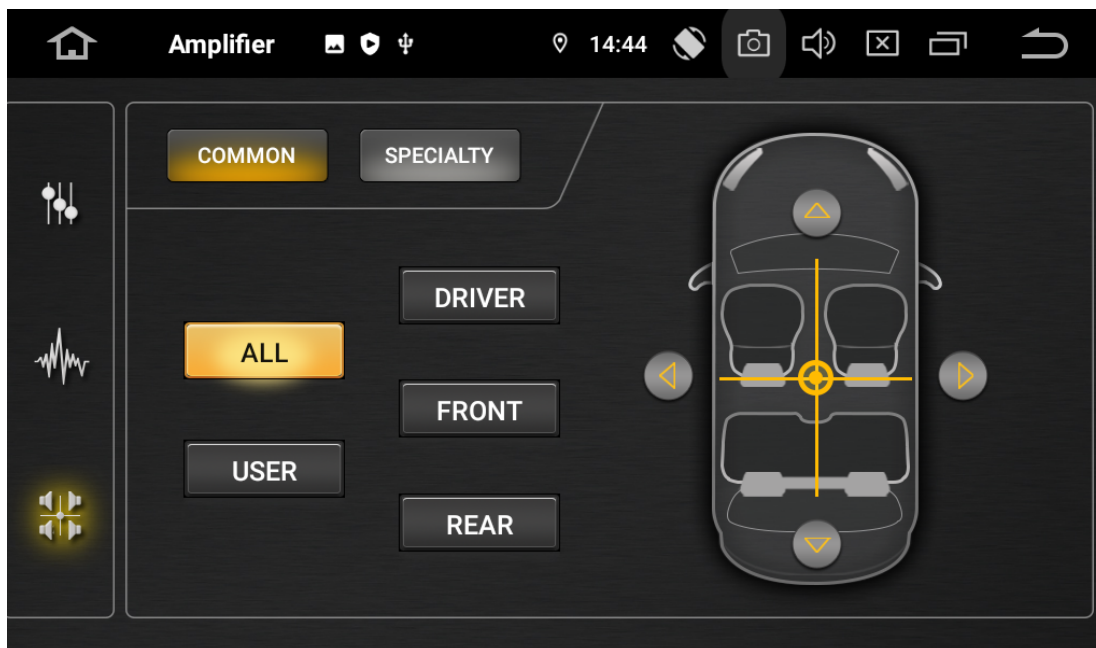 Amplifier 14:44
COMMON SPECIALTY
DRIVER
ALL
FRONT
USER
REAR